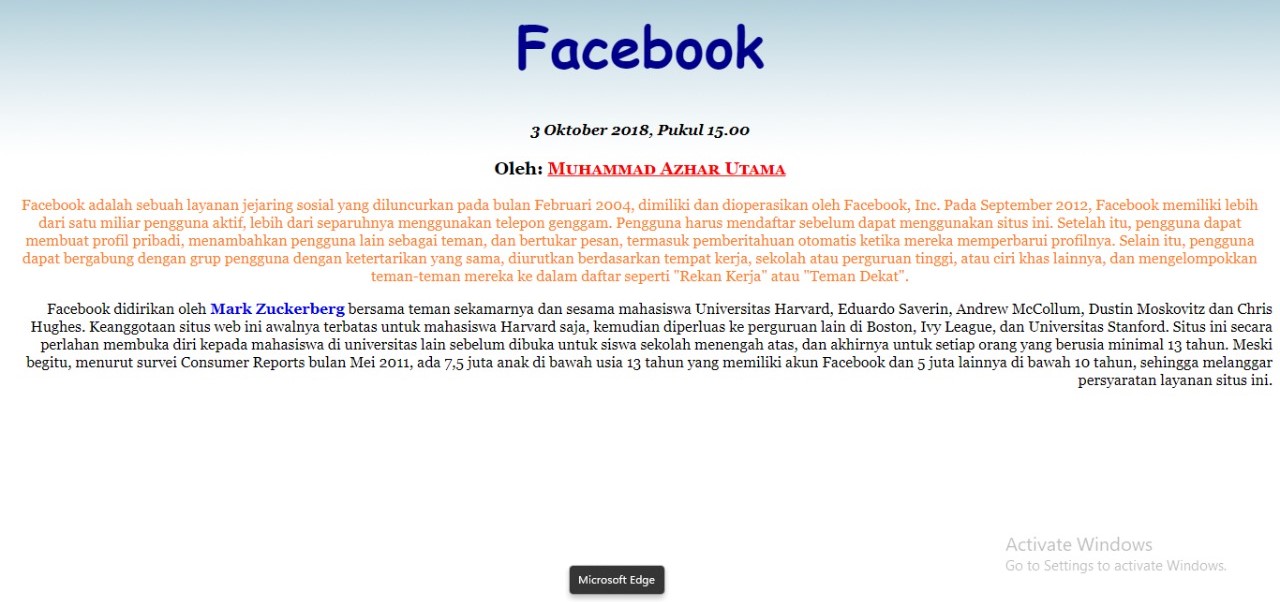 Facebook
3 Oktober 2018, Pukul 15.00
Oleh: Muhammad Azhar Utama
Facebook adalah sebuah layanan jejaring sosial yang diluncurkan pada bulan Februari 2004, dimiliki dan dioperasikan oleh Facebook, Inc. Pada September 2012, Facebook memiliki lebih
dari satu miliar pengguna aktif, lebih dari separuhnya menggunakan telepon genggam. Pengguna harus mendaftar sebelum dapat menggunakan situs ini. Setelah itu, pengguna dapat
membuat profil pribadi, menambahkan pengguna lain sebagai teman, dan bertukar pesan, termasuk pemberitahuan otomatis ketika mereka memperbarui profilnya. Selain itu, pengguna
dapat bergabung dengan grup pengguna dengan ketertarikan yang sama, diurutkan berdasarkan tempat kerja, sekolah atau perguruan tinggi, atau ciri khas lainnya, dan mengelompokkan
teman-teman mereka ke dalam daftar seperti "Rekan Kerja" atau "Teman Dekat".
Facebook didirikan oleh Mark Zuckerberg bersama teman sekamarnya dan sesama mahasiswa Universitas Harvard, Eduardo Saverin, Andrew McCollum, Dustin Moskovitz dan Chris
Hughes. Keanggotaan situs web ini awalnya terbatas untuk mahasiswa Harvard saja, kemudian diperluas ke perguruan lain di Boston, Ivy League, dan Universitas Stanford. Situs ini secara
perlahan membuka diri kepada mahasiswa di universitas lain sebelum dibuka untuk siswa sekolah menengah atas, dan akhirnya untuk setiap orang yang berusia minimal 13 tahun. Meski
begitu, menurut survei Consumer Reports bulan Mei 2011, ada 7,5 juta anak di bawah usia 13 tahun yang memiliki akun Facebook dan 5 juta lainnya di bawah 10 tahun, sehingga melanggar
persyaratan layanan situs ini.
Activate Windows
Go to Settings to activate Windows.
Microsoft Edge